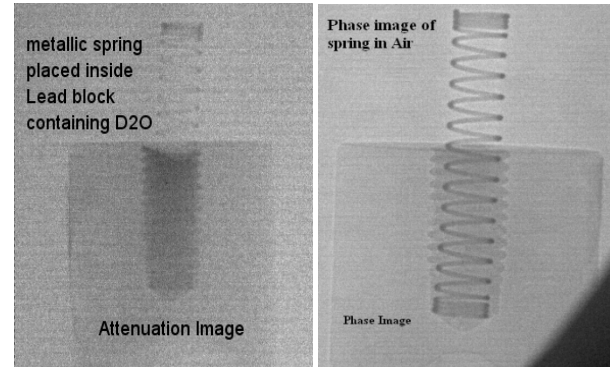 metallic spring
placed inside
Lead block
containing D2O
Attenuation Image
Phase image of
spring in Air
Phase Image